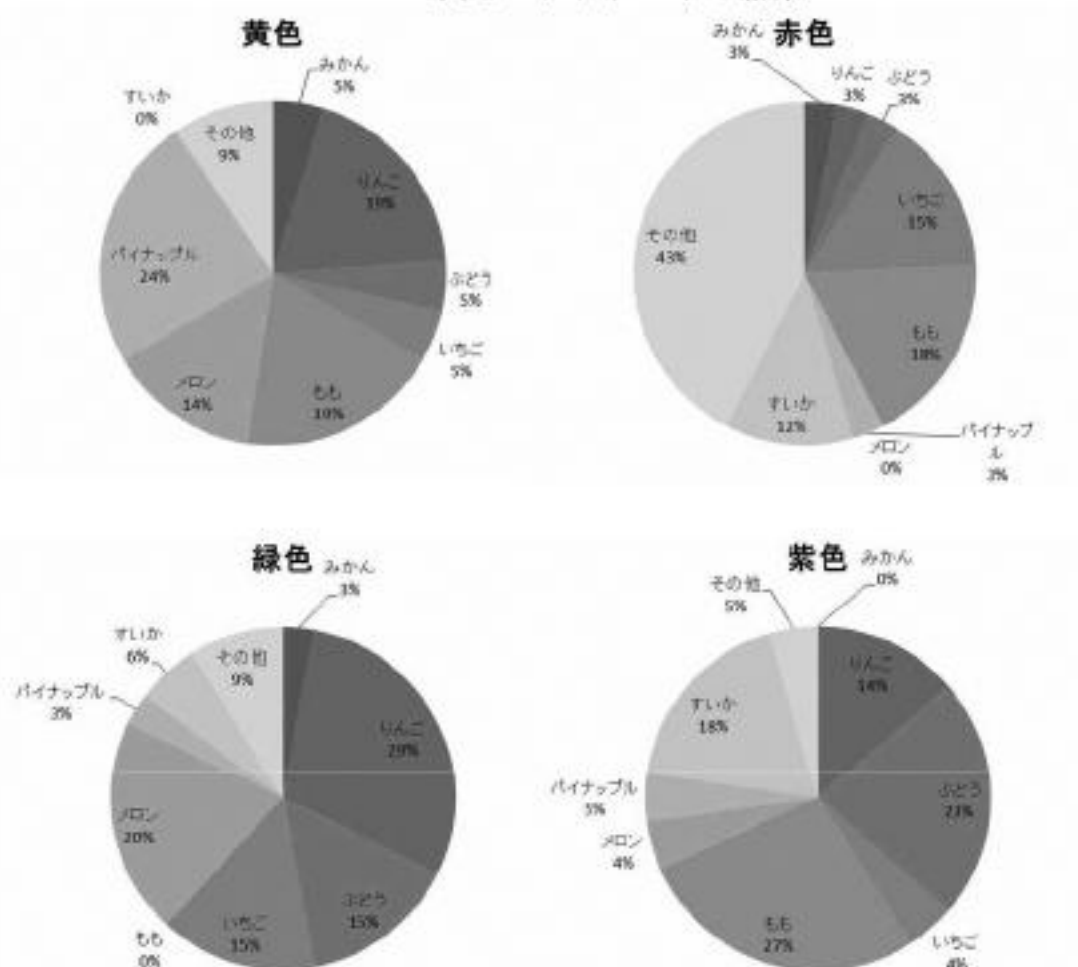 黄色
みかん
5%
りんご
19%
ぶどう
5%
いちご
5%
もも
19%
メロン
14%
パイナップル
24%
すいか
0%
その他
9%
赤色
みかん
3%
りんご
3%
ぶどう
3%
いちご
15%
もも
18%
パイナップ
ル
3%
メロン
0%
すいか
12%
その他
43%
緑色
みかん
3%
りんご
29%
ぶどう
15%
いちご
15%
もも
0%
メロン
20%
パイナップル
3%
すいか
6%
その他
9%
紫色
みかん
0%
りんご
14%
ぶどう
23%
いちご
4%
もも
27%
メロン
4%
パイナップル
5%
すいか
18%
その他
5%